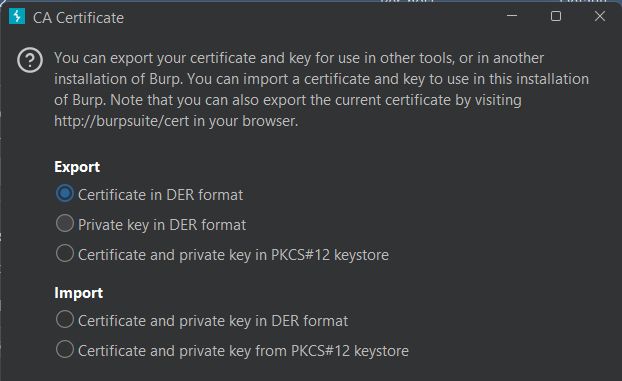 CA Certificate
You can export your certificate and key for use in other tools, or in another
installation of Burp. You can import a certificate and key to use in this installation
of Burp. Note that you can also export the current certificate by visiting
http://burpsuite/cert in your browser.
Export
Certificate in DER format
Private key in DER format
Certificate and private key in PKCS#12 keystore
Import
Certificate and private key in DER format
Certificate and private key from PKCS#12 keystore